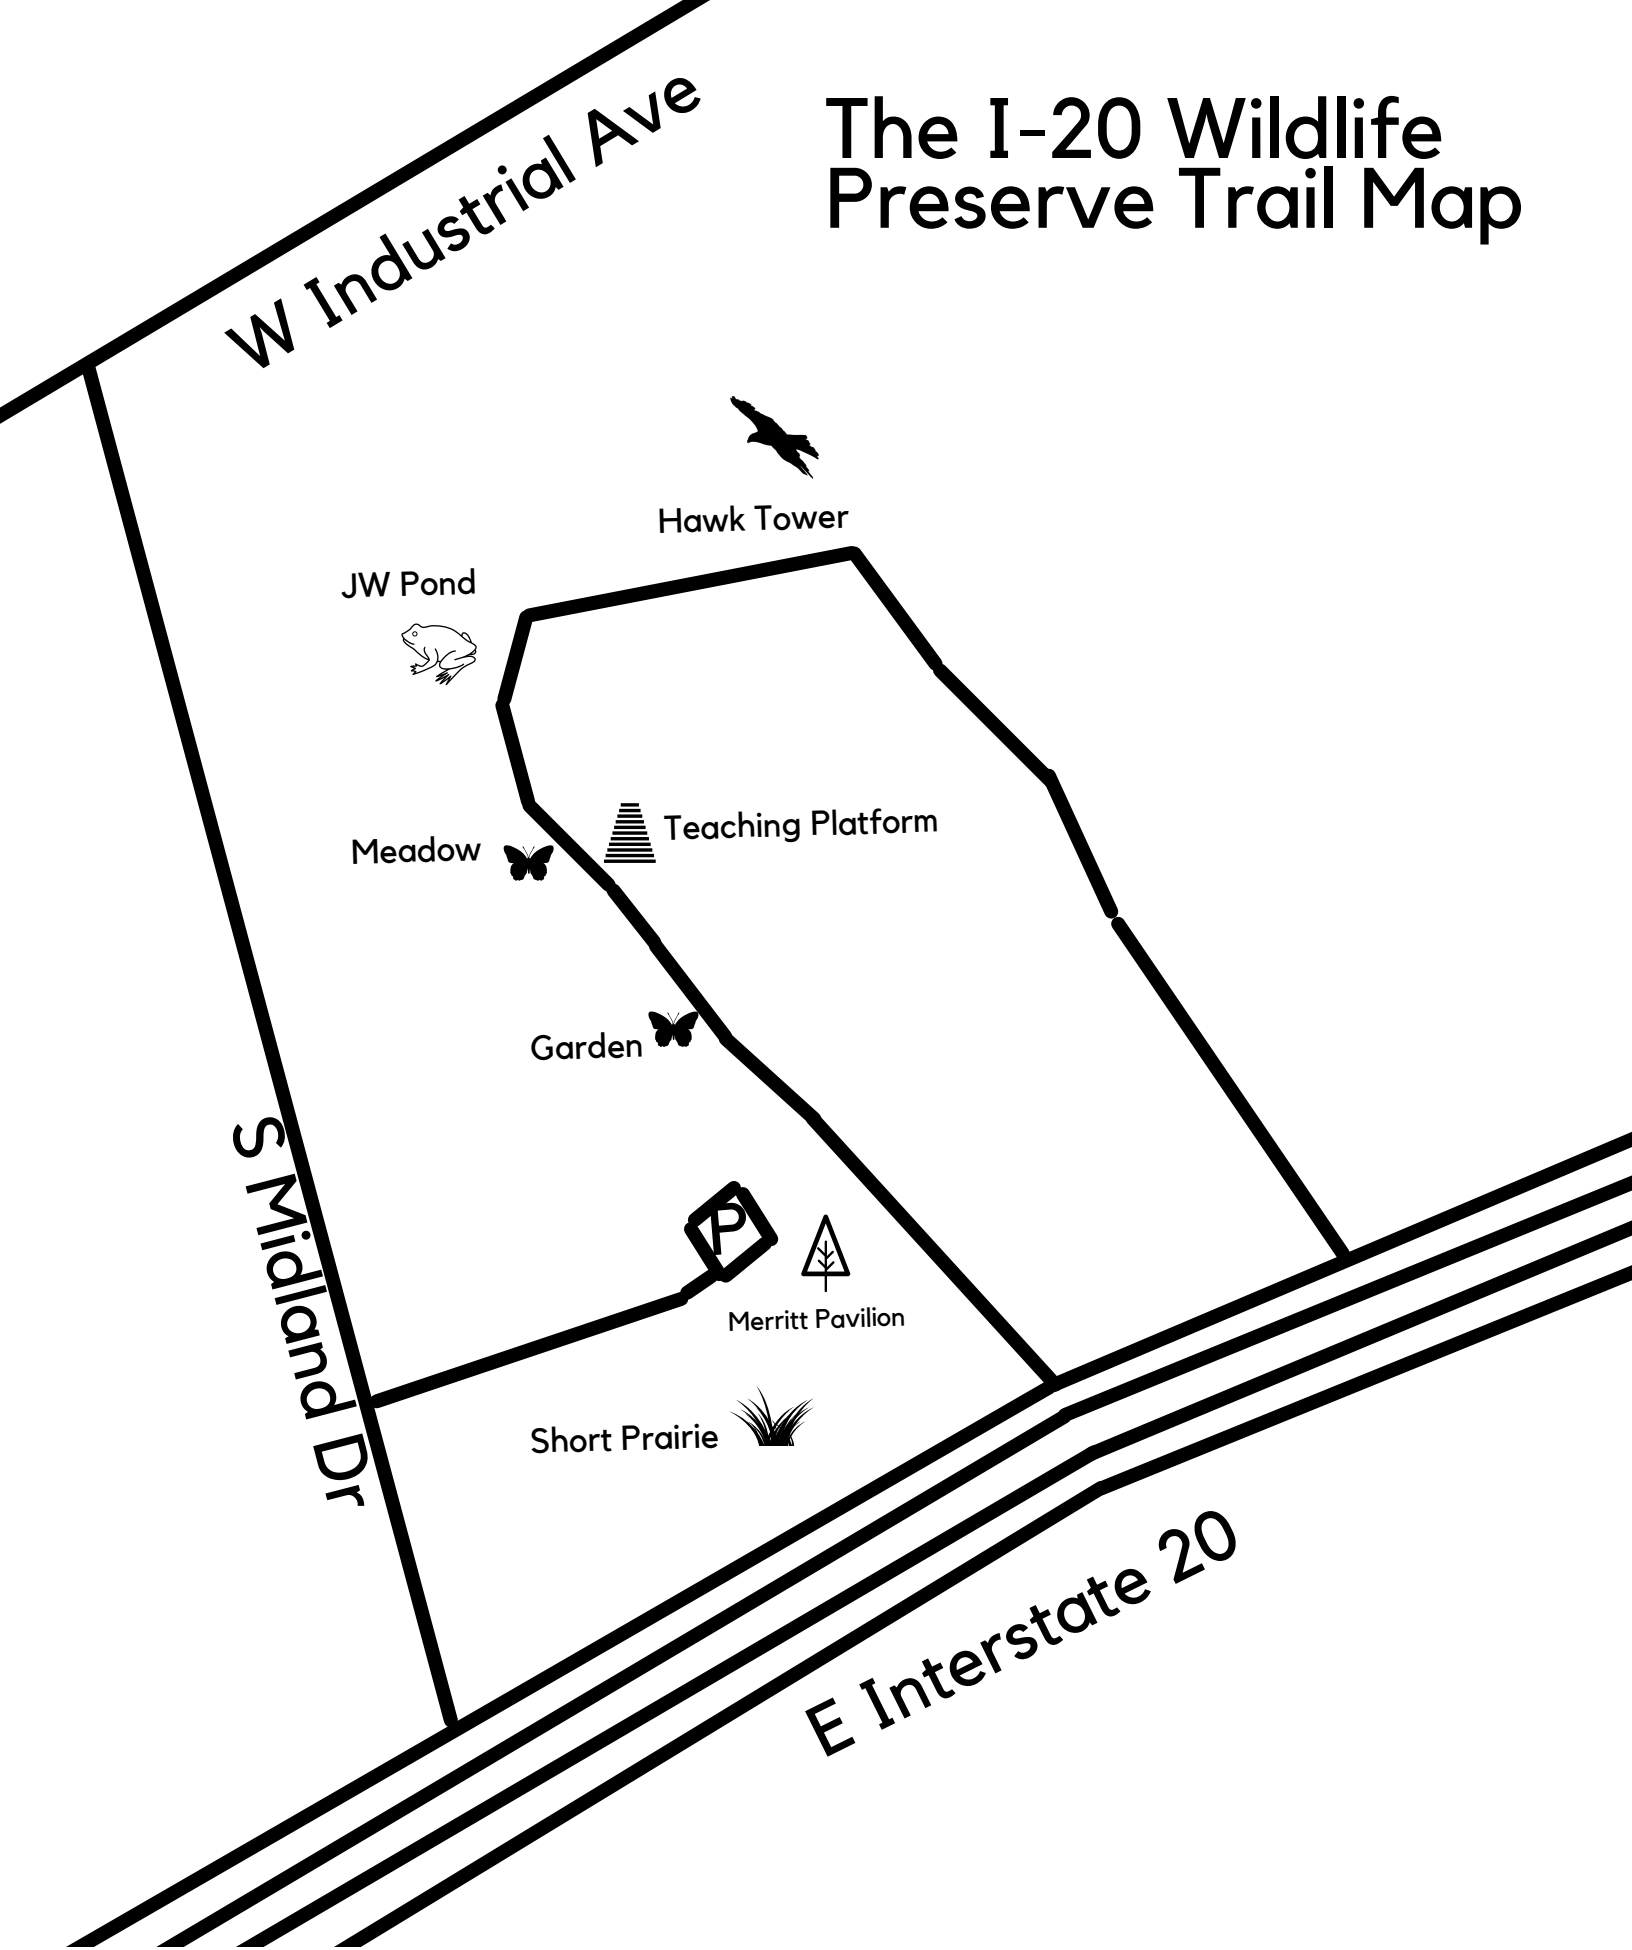 The I-20 Wildlife
Preserve Trail Map
W Industrial Ave
Hawk Tower
JW Pond
Teaching Platform
Meadow
Garden
S Midland Dr
P
Merritt Pavilion
Short Prairie
E Interstate 20